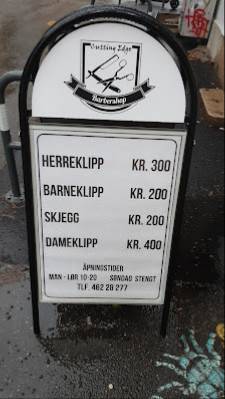 Cutting Edge
Barbershop
HERREKLIPP KR. 300
BARNEKLIPP KR. 200
SKJEGG KR. 200
DAMEKLIPP KR. 400
ÅPNINGSTIDER
MAN - LØR 10-20 SØNDAG STENGT
TLF. 462 28 277